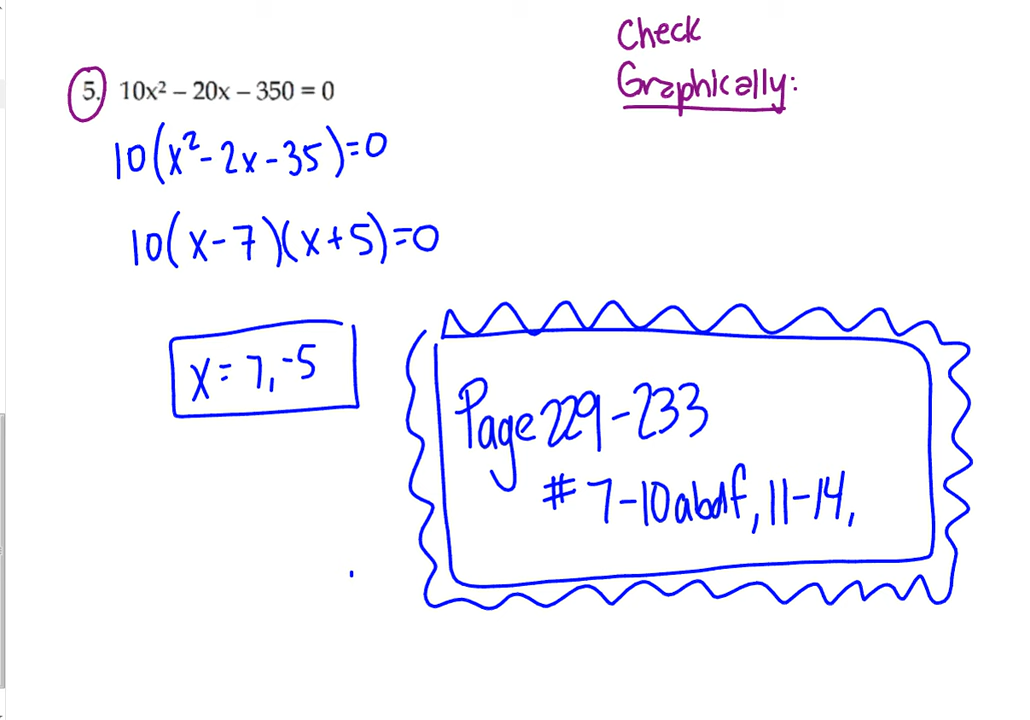 Check
Graphically:
5. 10x² – 20x – 350 = 0
10(x²-2x-35)=0
10(x-7)(x+5)=0
x=7,-5
Page 229-233
# 7-10abdf, 11-14,